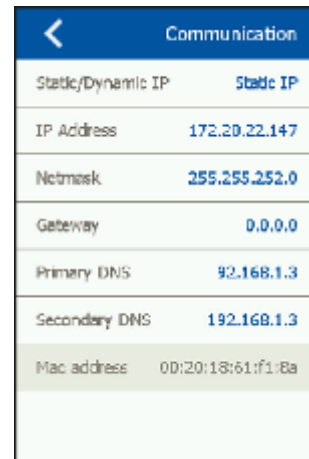 Communication
Static/Dynamic IP Static IP
IP Address 172.20.22.147
Netmask 255.255.252.0
Gateway 0.0.0.0
Primary DNS 92.168.1.3
Secondary DNS 192.168.1.3
Mac address 00:20:18:61:f1:8a